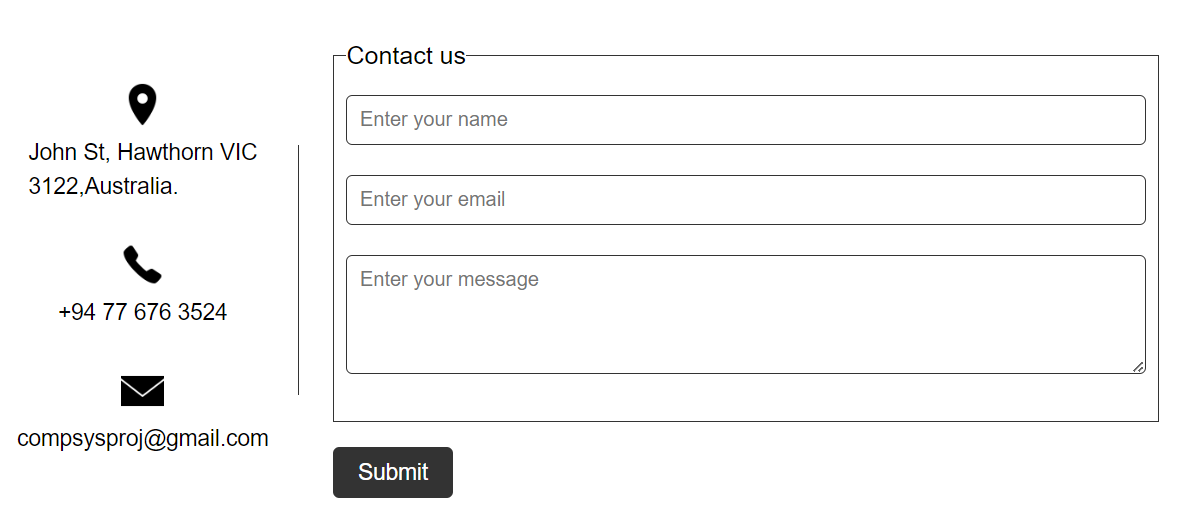 John St, Hawthorn VIC
3122,Australia.
+94 77 676 3524
compsysproj@gmail.com
Contact us
Enter your name
Enter your email
Enter your message
Submit